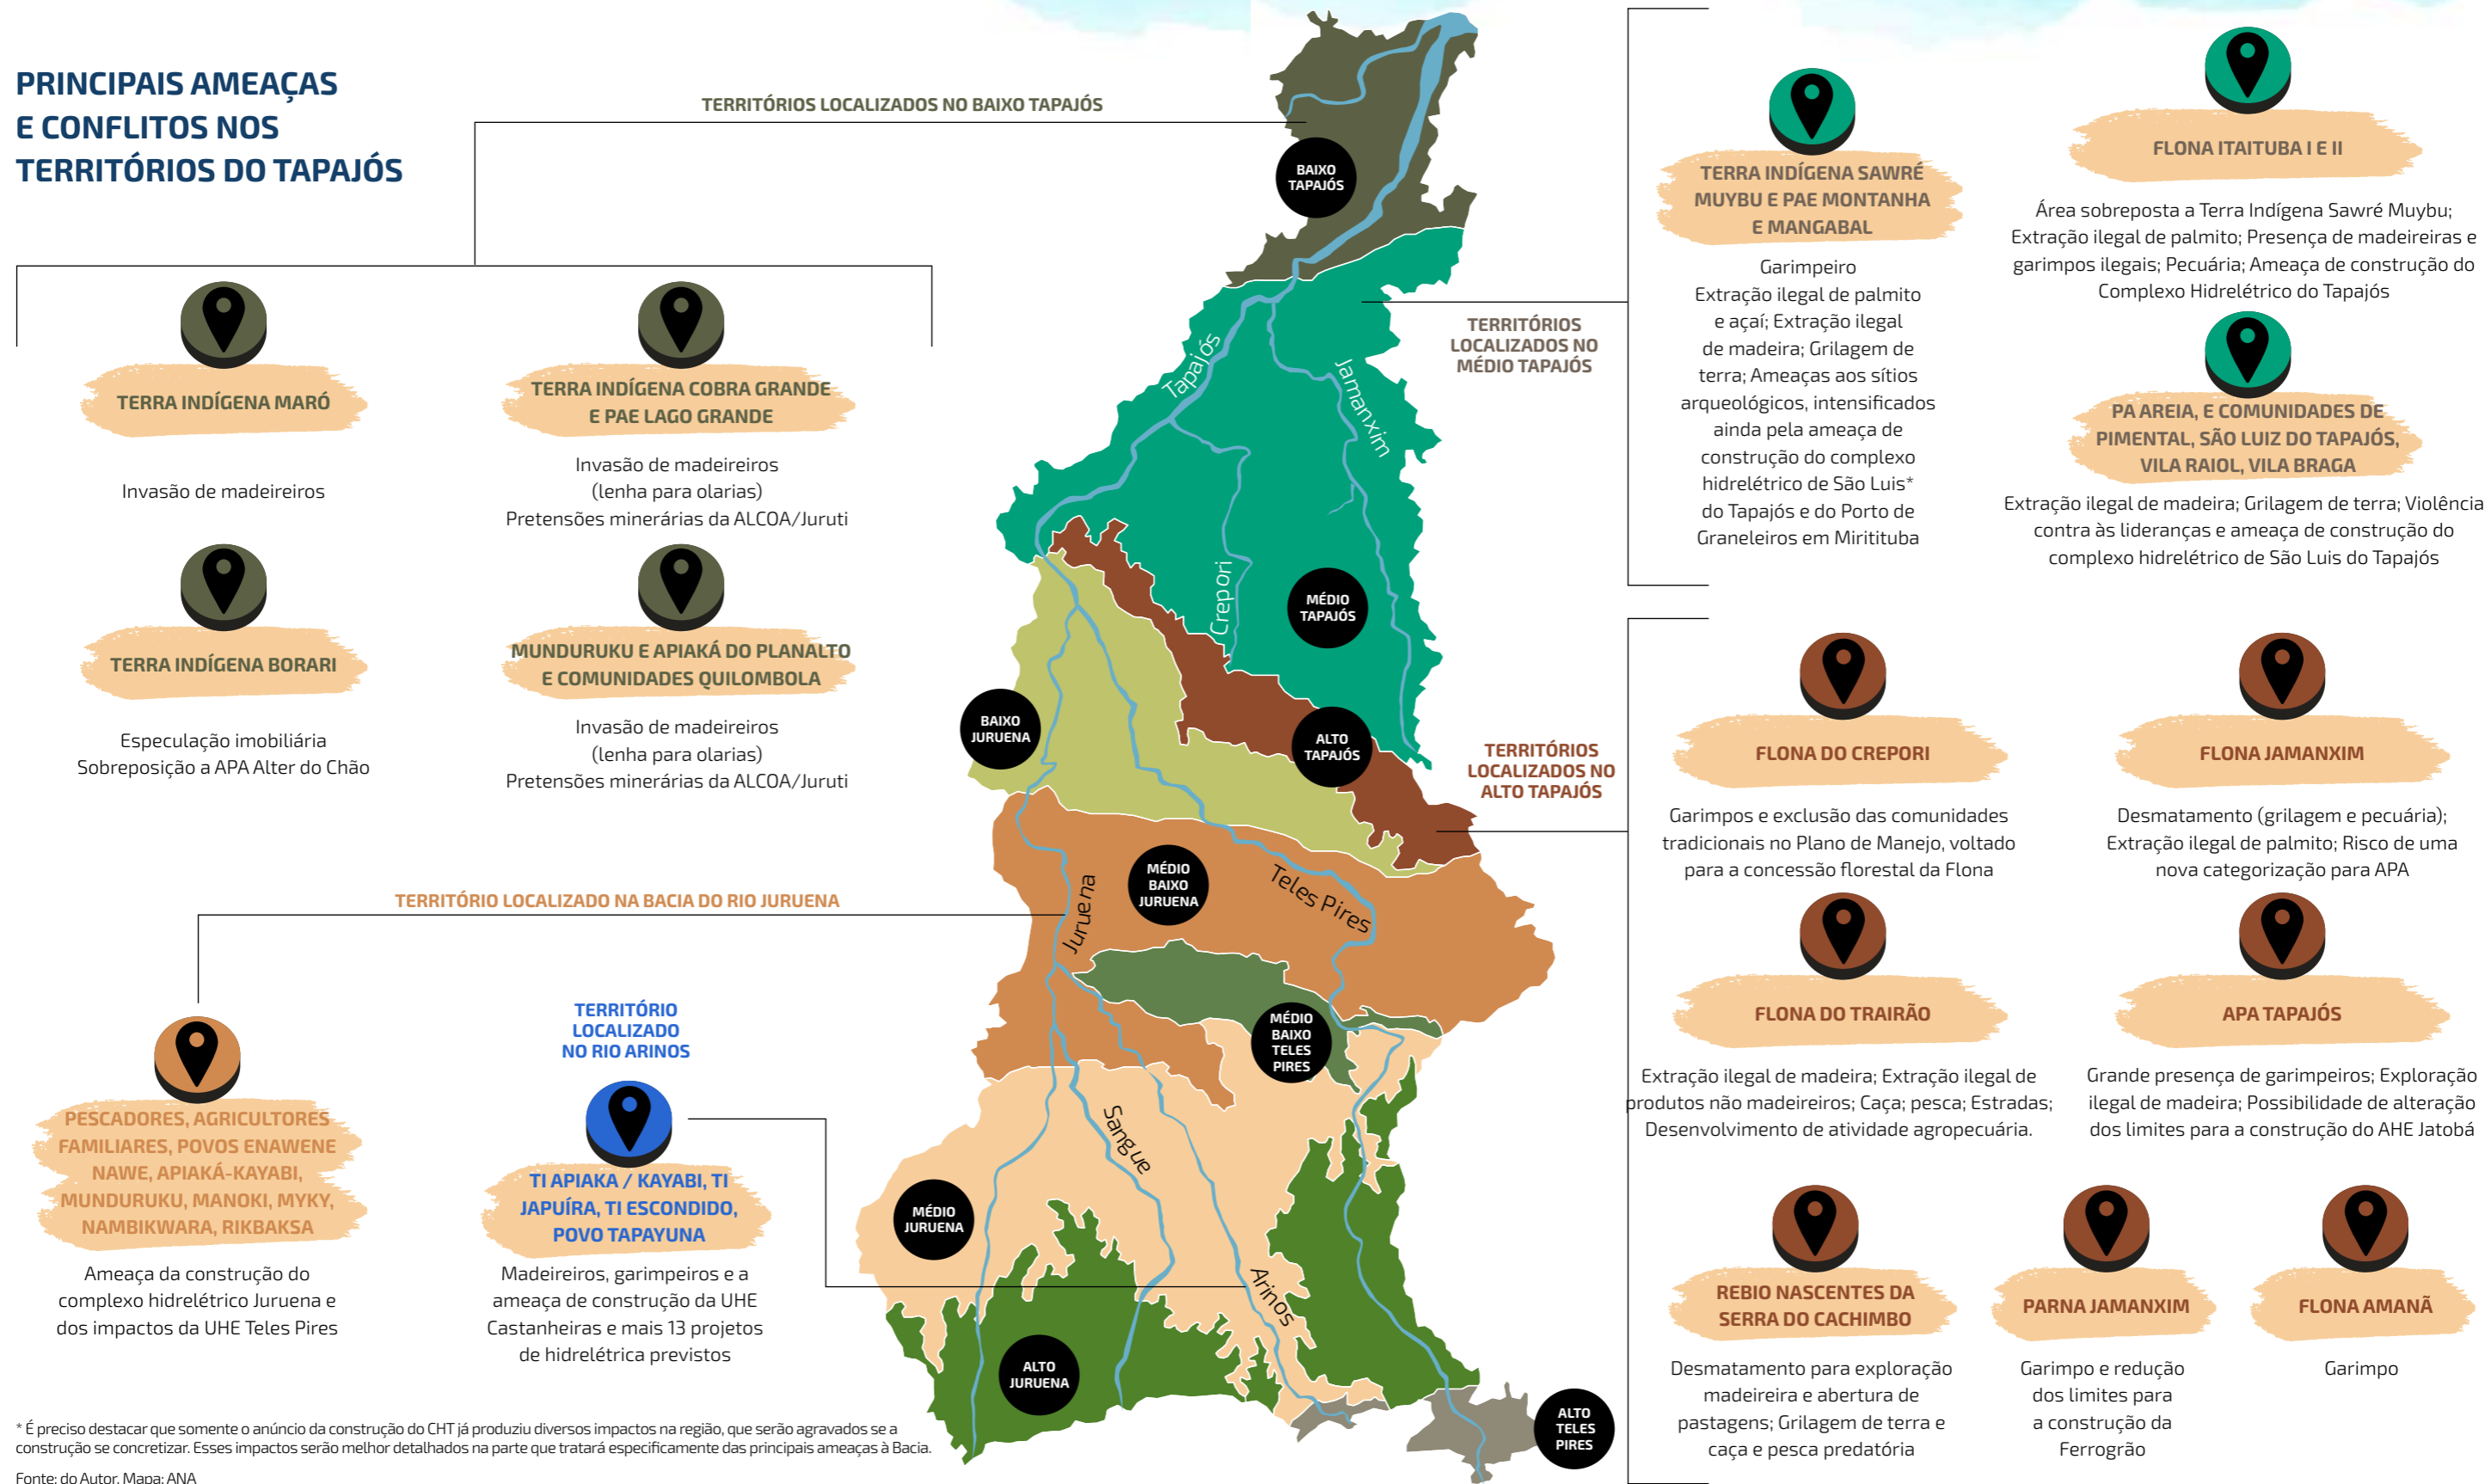 PRINCIPAIS AMEAÇAS
E CONFLITOS NOS
TERRITÓRIOS DO TAPAJÓS
TERRITÓRIOS LOCALIZADOS NO BAIXO TAPAJÓS
TERRA INDÍGENA MARÓ
Invasão de madeireiros
TERRA INDÍGENA COBRA GRANDE
E PAE LAGO GRANDE
Invasão de madeireiros
(lenha para olarias)
Pretensões minerárias da ALCOA/Juruti
TERRA INDÍGENA BORARI
Especulação imobiliária
Sobreposição a APA Alter do Chão
MUNDURUKU E APIAKÁ DO PLANALTO
E COMUNIDADES QUILOMBOLA
Invasão de madeireiros
(lenha para olarias)
Pretensões minerárias da ALCOA/Juruti
TERRITÓRIO LOCALIZADO NA BACIA DO RIO JURUENA
PESCADORES, AGRICULTORES
FAMILIARES, POVOS ENAWENE
NAWE, APIAKÁ-KAYABI,
MUNDURUKU, MANOKI, MYKY,
NAMBIKWARA, RIKBAKSA
Ameaça da construção do
complexo hidrelétrico Juruena e
dos impactos da UHE Teles Pires
TERRITÓRIO
LOCALIZADO
NO RIO ARINOS
TI APIAKA / KAYABI, TI
JAPUÍRA, TI ESCONDIDO,
POVO TAPAYUNA
Madeireiros, garimpeiros e a
ameaça de construção da UHE
Castanheiras e mais 13 projetos
de hidrelétrica previstos
* É preciso destacar que somente o anúncio da construção do CHT já produziu diversos impactos na região, que serão agravados se a
construção se concretizar. Esses impactos serão melhor detalhados na parte que tratará especificamente das principais ameaças à Bacia.
Fonte: do Autor. Mapa: ANA
BAIXO
TAPAJÓS
Tapajós
Jamanxim
Crepori
MÉDIO
TAPAJÓS
BAIXO
JURUENA
ALTO
TAPAJÓS
MÉDIO
BAIXO
JURUENA
Juruena
Teles Pires
MÉDIO
BAIXO
TELES
PIRES
Sangue
MÉDIO
JURUENA
Arinos
ALTO
JURUENA
ALTO
TELES
PIRES
TERRITÓRIOS
LOCALIZADOS NO
MÉDIO TAPAJÓS
TERRA INDÍGENA SAWRÉ
MUYBU E PAE MONTANHA
E MANGABAL
Garimpeiro
Extração ilegal de palmito
e açaí; Extração ilegal
de madeira; Grilagem de
terra; Ameaças aos sítios
arqueológicos, intensificados
ainda pela ameaça de
construção do complexo
hidrelétrico de São Luis*
do Tapajós e do Porto de
Graneleiros em Miritituba
FLONA ITAITUBA I E II
Área sobreposta a Terra Indígena Sawré Muybu;
Extração ilegal de palmito; Presença de madeireiras e
garimpos ilegais; Pecuária; Ameaça de construção do
Complexo Hidrelétrico do Tapajós
PA AREIA, E COMUNIDADES DE
PIMENTAL, SÃO LUIZ DO TAPAJÓS,
VILA RAIOL, VILA BRAGA
Extração ilegal de madeira; Grilagem de terra; Violência
contra às lideranças e ameaça de construção do
complexo hidrelétrico de São Luis do Tapajós
TERRITÓRIOS
LOCALIZADOS NO
ALTO TAPAJÓS
FLONA DO CREPORI
Garimpos e exclusão das comunidades
tradicionais no Plano de Manejo, voltado
para a concessão florestal da Flona
FLONA JAMANXIM
Desmatamento (grilagem e pecuária);
Extração ilegal de palmito; Risco de uma
nova categorização para APA
FLONA DO TRAIRÃO
Extração ilegal de madeira; Extração ilegal de
produtos não madeireiros; Caça; pesca; Estradas;
Desenvolvimento de atividade agropecuária.
APA TAPAJÓS
Grande presença de garimpeiros; Exploração
ilegal de madeira; Possibilidade de alteração
dos limites para a construção do AHE Jatobá
REBIO NASCENTES DA
SERRA DO CACHIMBO
Desmatamento para exploração
madeireira e abertura de
pastagens; Grilagem de terra e
caça e pesca predatória
PARNA JAMANXIM
Garimpo e redução
dos limites para
a construção da
Ferrogrão
FLONA AMANÃ
Garimpo